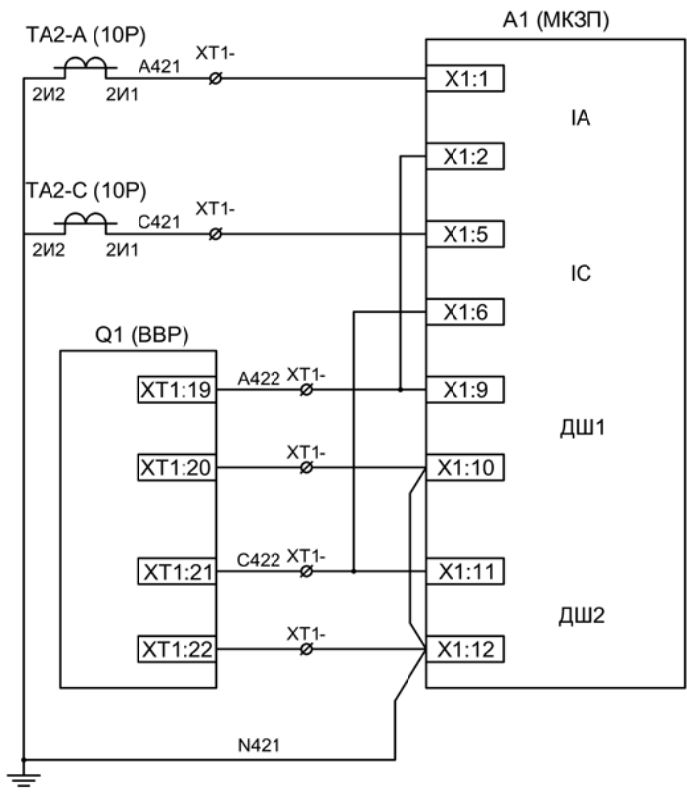 А1 (МКЗП)
ТА2-А (10Р)
А421
ХТ1-
2И2
2И1
Х1:1
IA
Х1:2
ТА2-С (10Р)
С421
ХТ1-
2И2
2И1
Х1:5
IC
Х1:6
Q1 (ВВР)
ХТ1:19
А422
ХТ1-
Х1:9
ДШ1
ХТ1:20
ХТ1-
Х1:10
ХТ1:21
С422
ХТ1-
Х1:11
ДШ2
ХТ1:22
ХТ1-
Х1:12
N421